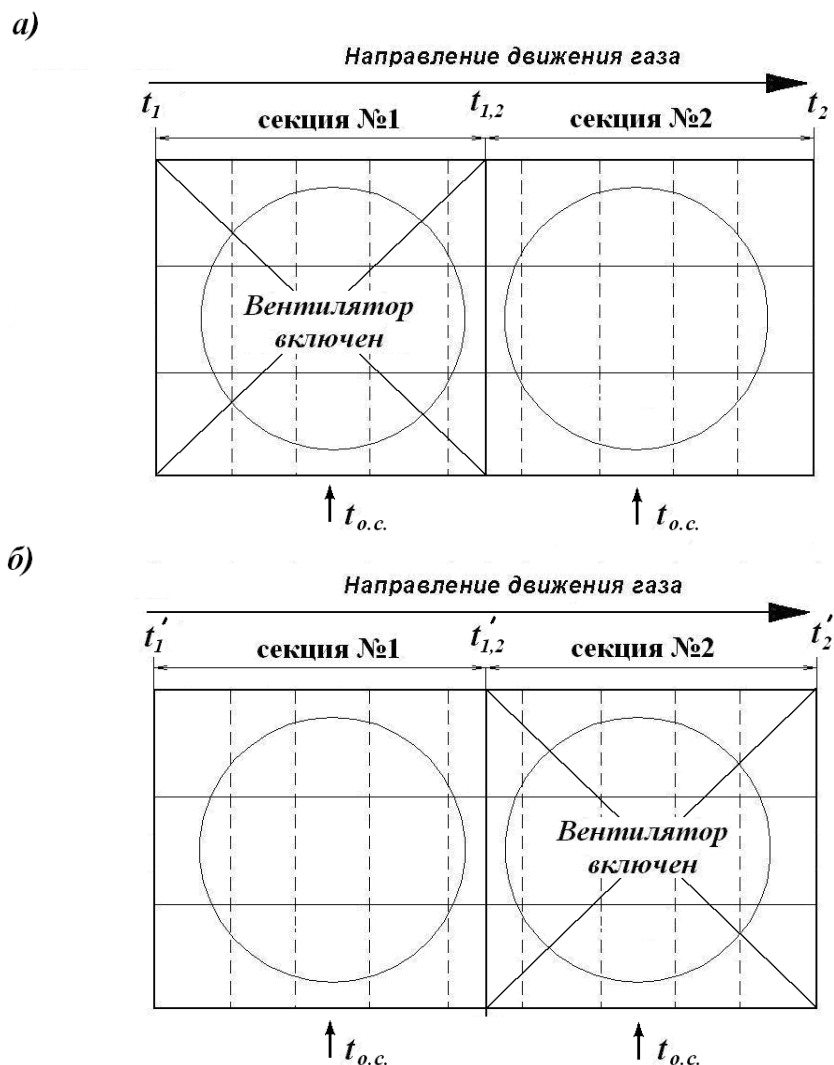 а)
Направление движения газа
t1 t1,2 t2
секция №1 секция №2
Вентилятор
включен
tо.с. tо.с.
б)
Направление движения газа
t1' t1,2' t2'
секция №1 секция №2
Вентилятор
включен
tо.с. tо.с.